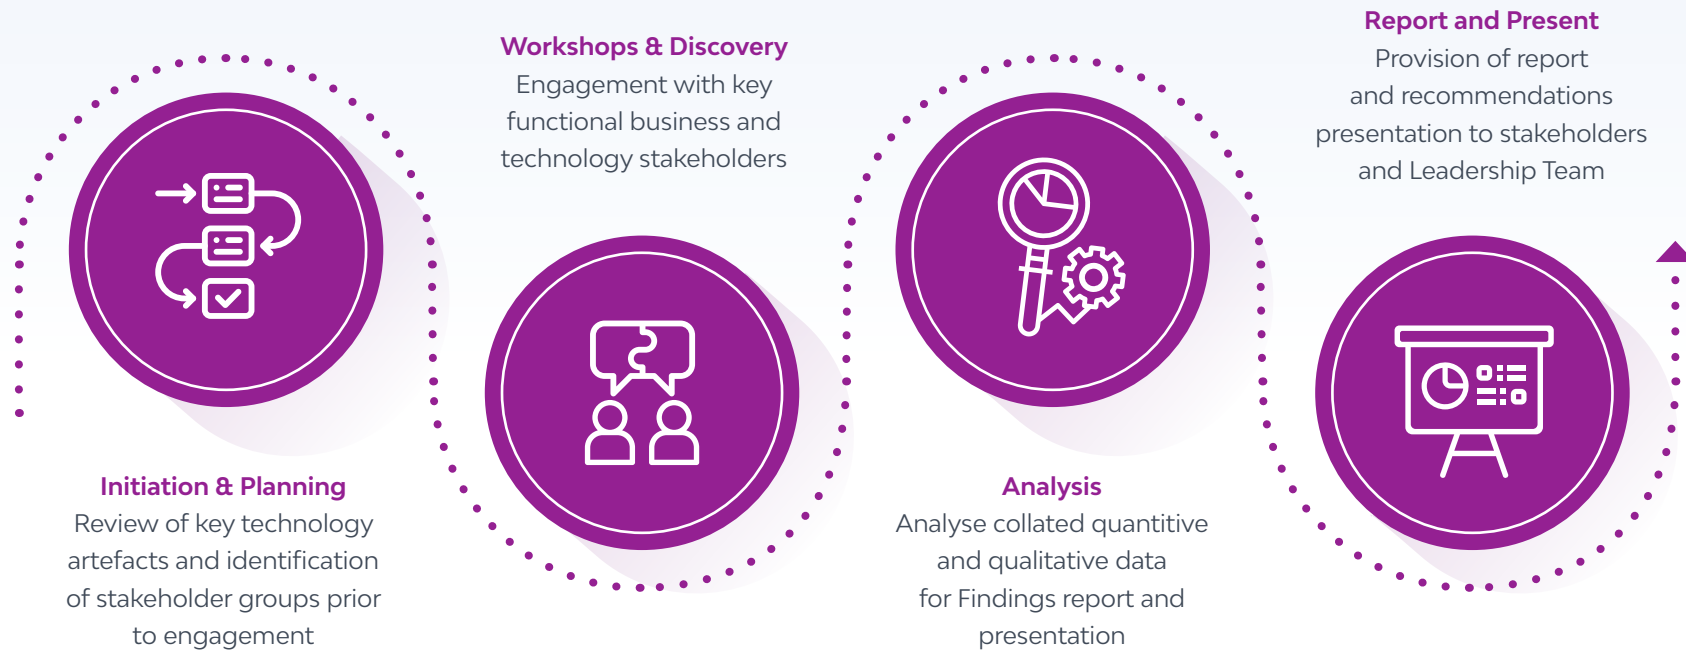 Initiation & Planning
Review of key technology
artefacts and identification
of stakeholder groups prior
to engagement
Workshops & Discovery
Engagement with key
functional business and
technology stakeholders
Analysis
Analyse collated quantitive
and qualitative data
for Findings report and
presentation
Report and Present
Provision of report
and recommendations
presentation to stakeholders
and Leadership Team